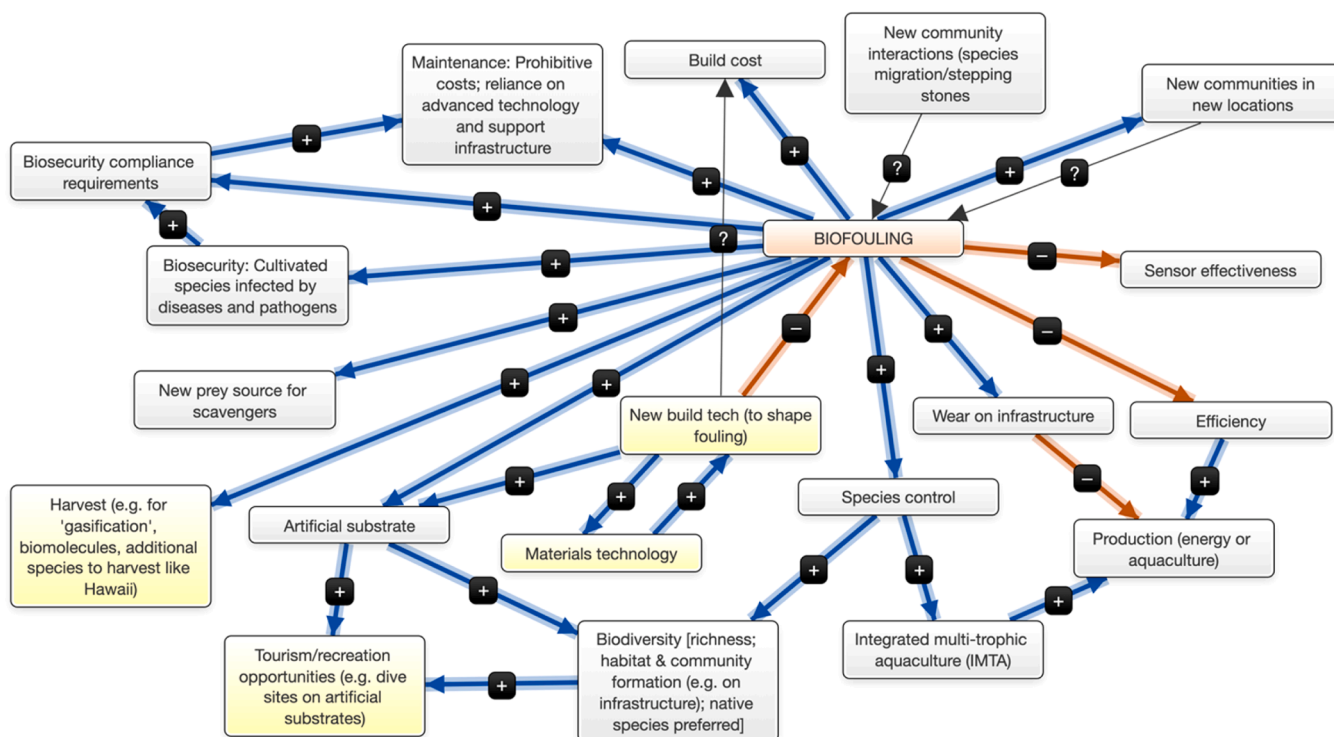 Maintenance: Prohibitive
costs; reliance on
advanced technology
and support
infrastructure
Build cost
New community
interactions (species
migration/stepping
stones
New communities in
new locations
Biosecurity compliance
requirements
+
+
+
+
?
+
?
+
+
?
BIOFOULING
Biosecurity: Cultivated
species infected by
diseases and pathogens
+
−
Sensor effectiveness
New prey source for
scavengers
+
+
+
−
+
+
−
New build tech (to shape
fouling)
Wear on infrastructure
Efficiency
Harvest (e.g. for
'gasification',
biomolecules, additional
species to harvest like
Hawaii)
Artificial substrate
+
+
+
Materials technology
Species control
−
+
Production (energy or
aquaculture)
+
+
+
+
+
Tourism/recreation
opportunities (e.g. dive
sites on artificial
substrates)
+
Biodiversity [richness;
habitat & community
formation (e.g. on
infrastructure); native
species preferred]
Integrated multi-trophic
aquaculture (IMTA)